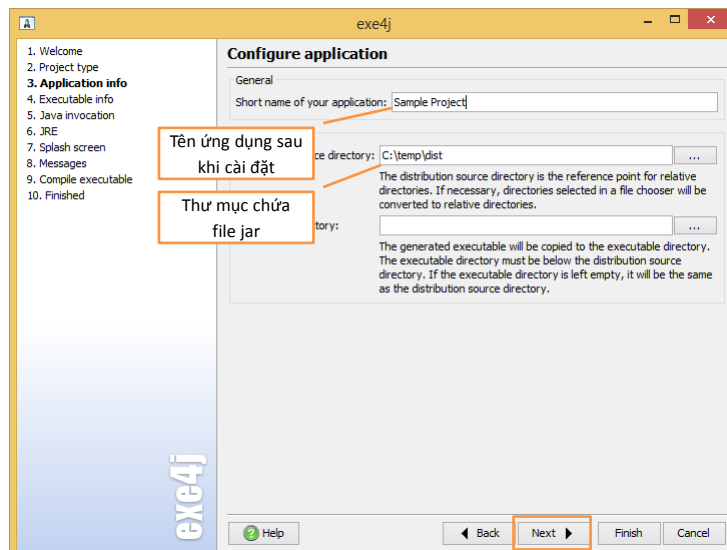 exe4j
1. Welcome
2. Project type
3. Application info
4. Executable info
5. Java invocation
6. JRE
7. Splash screen
8. Messages
9. Compile executable
10. Finished
Configure application
General
Short name of your application: Sample Project
Tên ứng dụng sau
khi cài đặt
ce directory: C:\temp\dist ...
The distribution source directory is the reference point for relative
directories. If necessary, directories selected in a file chooser will be
converted to relative directories.
Thư mục chứa
file jar
tory: ...
The generated executable will be copied to the executable directory.
The executable directory must be below the distribution source
directory. If the executable directory is left empty, it will be the same
as the distribution source directory.
exe4j
Help
Back
Next
Finish
Cancel